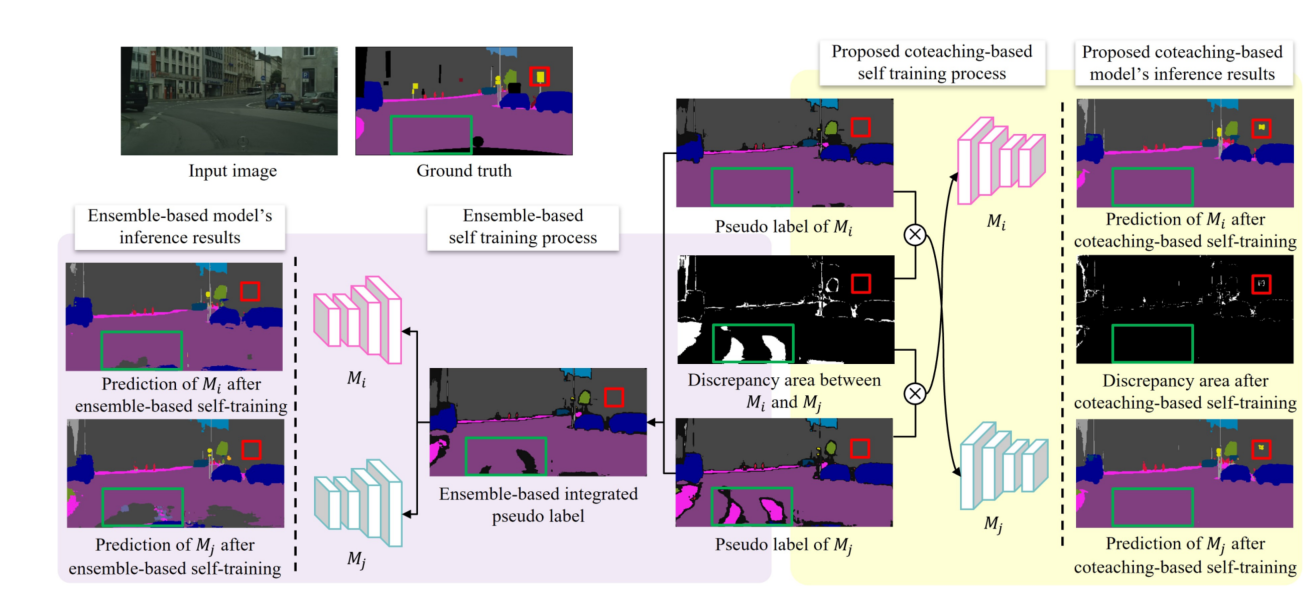 Input image
Ground truth
Ensemble-based model's
inference results
Prediction of M_i after
ensemble-based self-training
Prediction of M_j after
ensemble-based self-training
Ensemble-based
self training process
M_i
M_j
Ensemble-based integrated
pseudo label
Proposed coteaching-based
self training process
Pseudo label of M_i
Discrepancy area between
M_i and M_j
Pseudo label of M_j
M_i
M_j
Proposed coteaching-based
model's inference results
Prediction of M_i after
coteaching-based self-training
Discrepancy area after
coteaching-based self-training
Prediction of M_j after
coteaching-based self-training